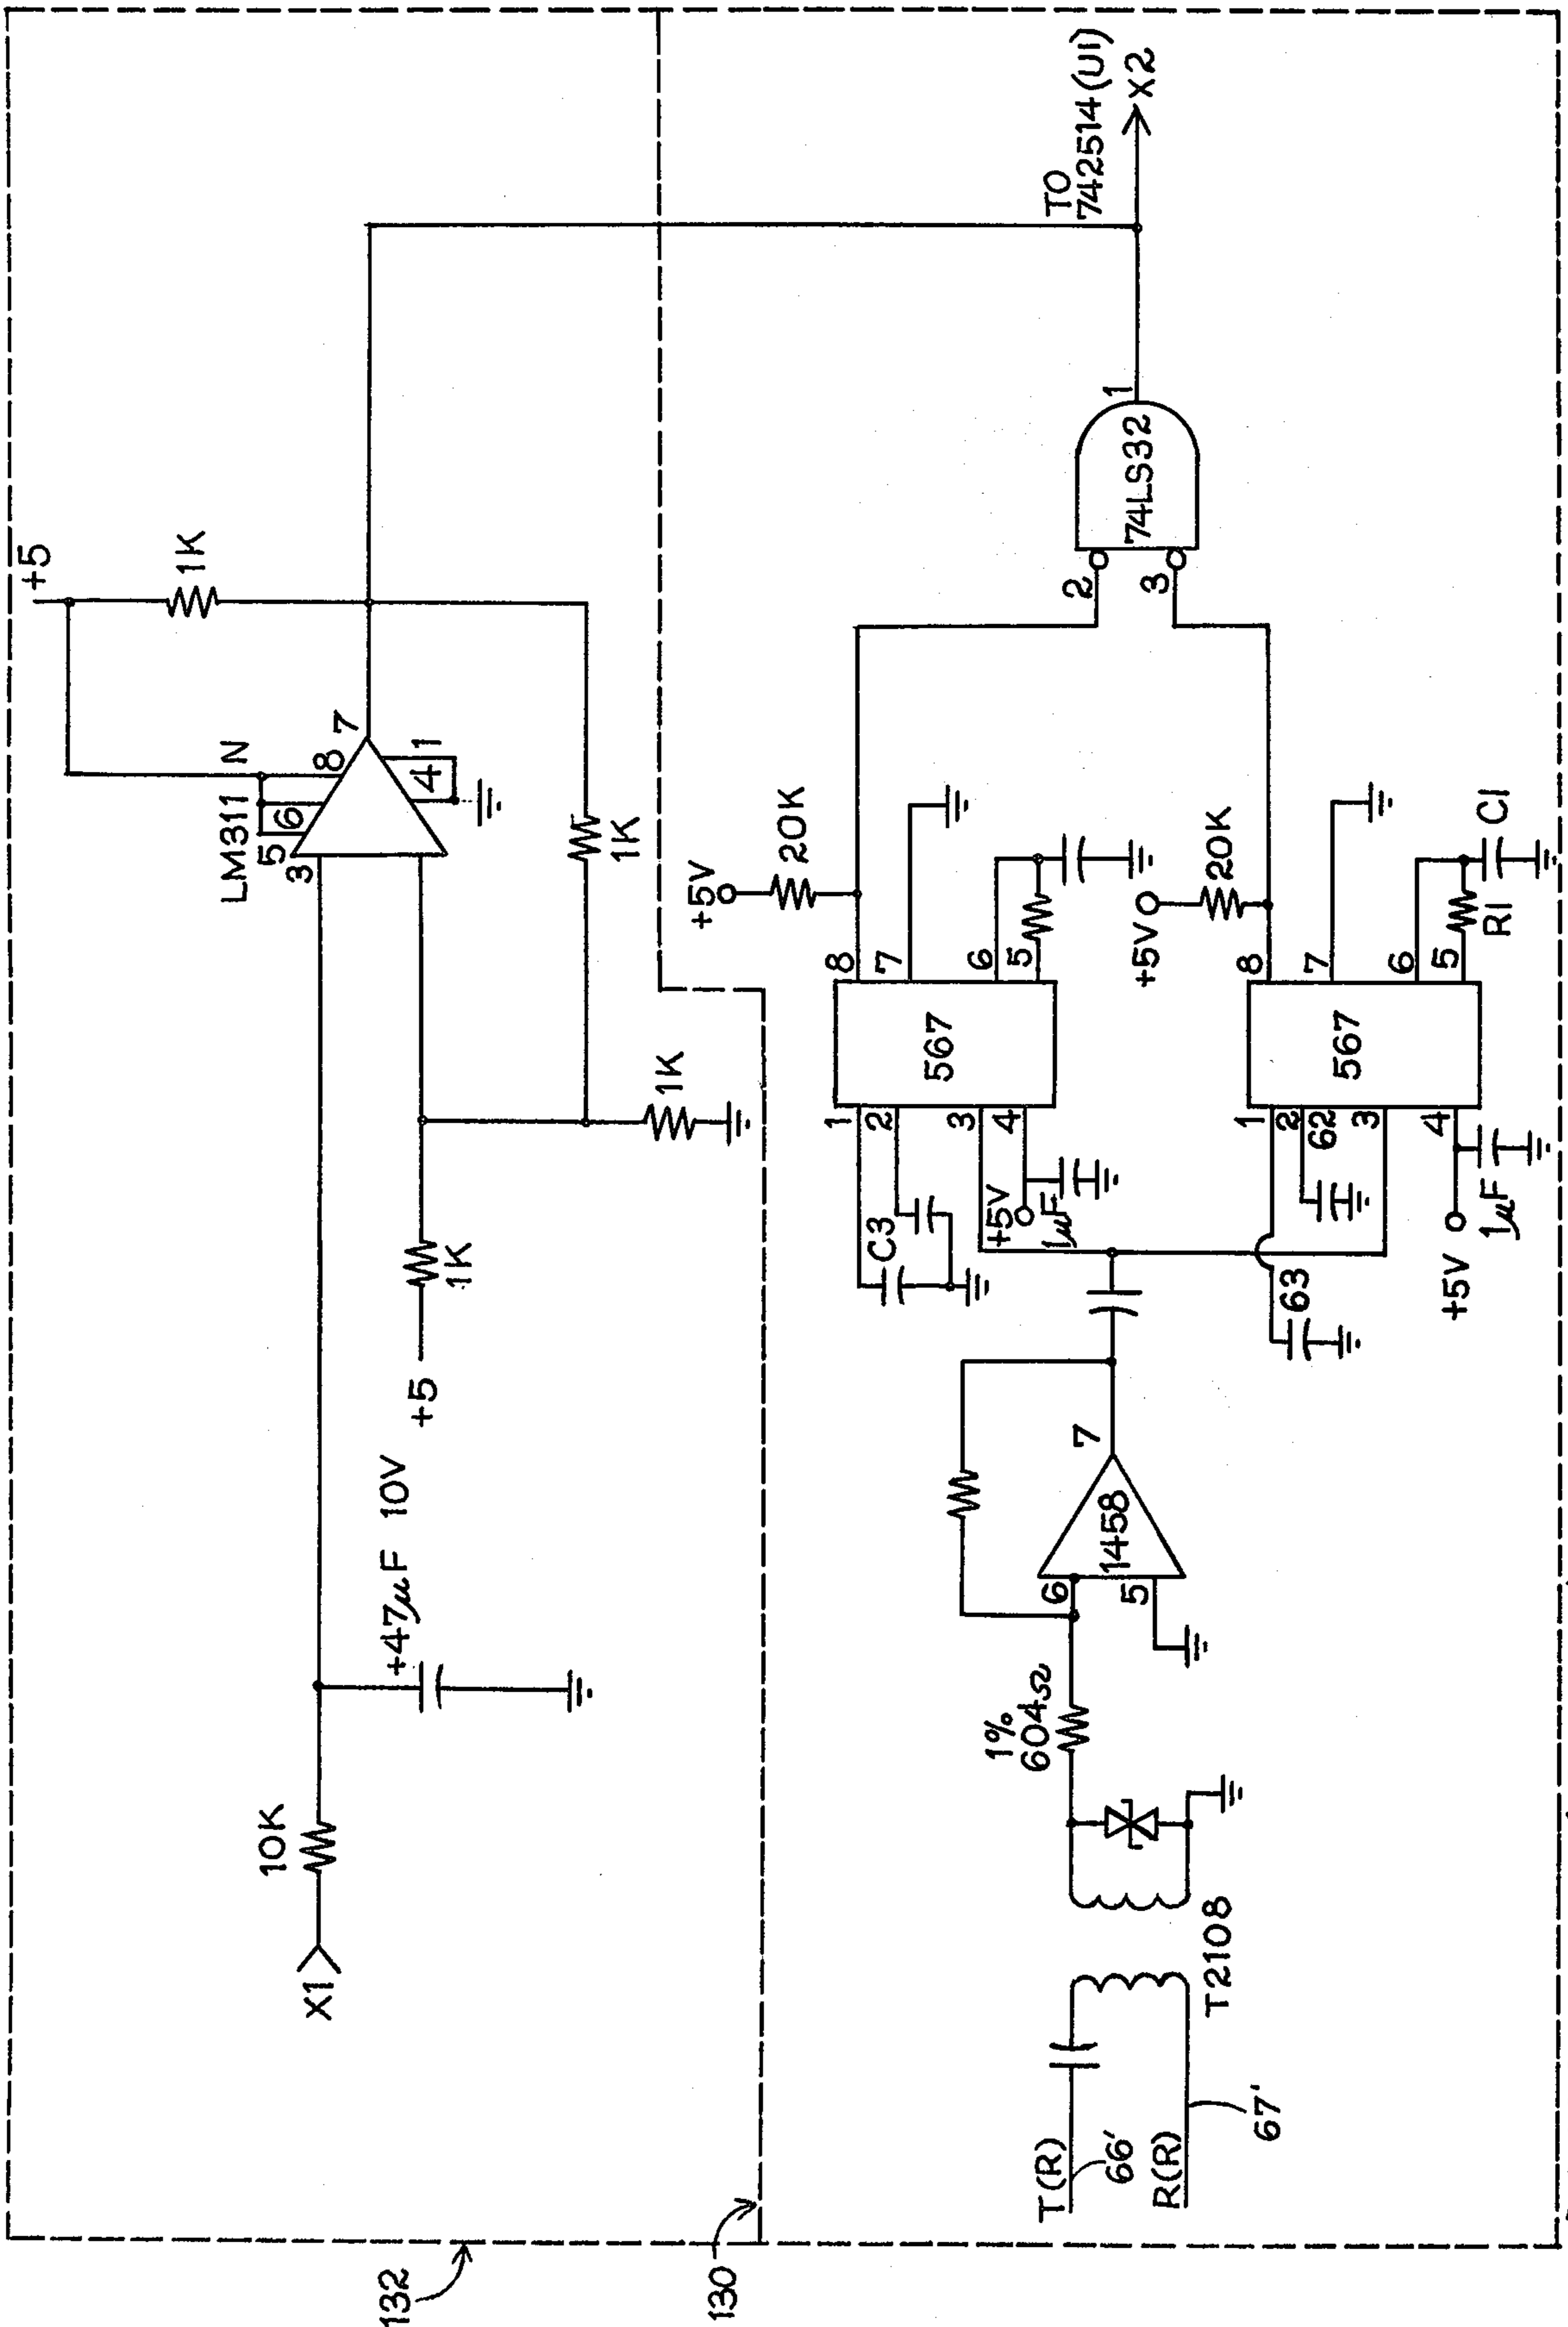 132
130
X1
10K
+47μF 10V
+5
1K
LM311 N
3
5
6
8
7
4
1
+5
1K
1K
1K
T(R)
66'
R(R)
67'
T2108
1%
604Ω
6
5
1458
7
C3
1
2
3
4
+5V
1μF
567
8
7
6
5
+5V
20K
63
1
2
62
3
4
+5V
1μF
567
8
7
6
5
+5V
20K
R1
C1
2
3
74LS32
1
TO
742514 (U1)
X2